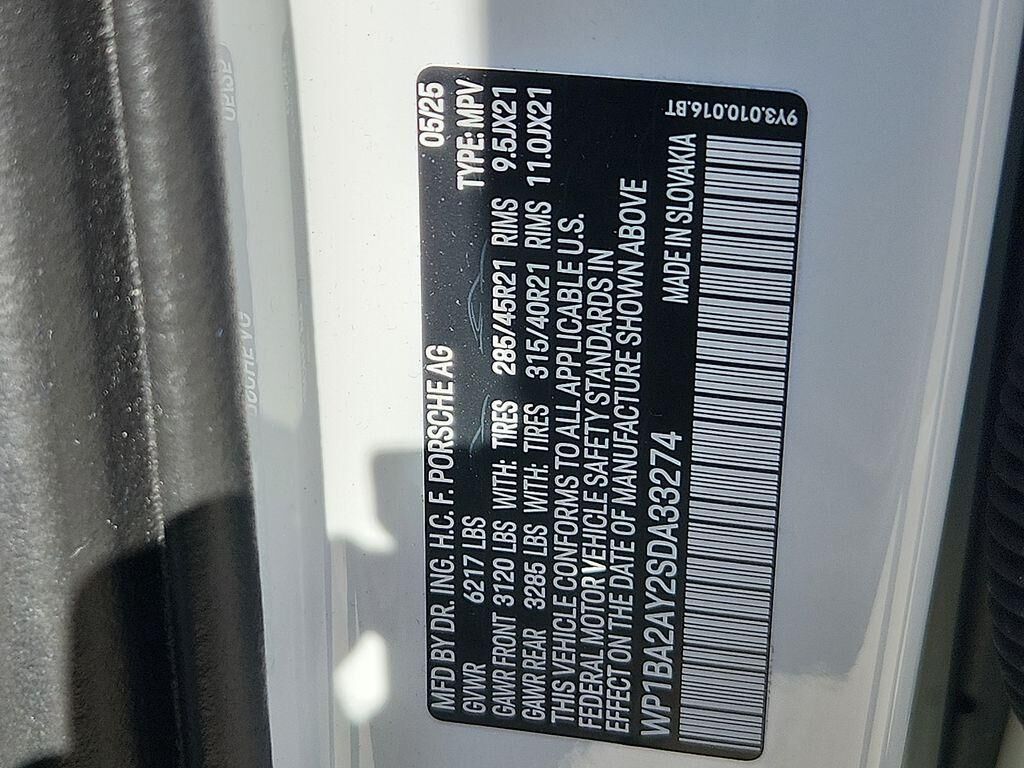 MFD BY DR. ING. H.C. F. PORSCHE AG 05/25
GVWR 6217 LBS TYPE: MPV
GAWR FRONT 3120 LBS WITH: TIRES 285/45R21 RIMS 9.5JX21
GAWR REAR 3285 LBS WITH: TIRES 315/40R21 RIMS 11.0JX21
THIS VEHICLE CONFORMS TO ALL APPLICABLE U.S.
FEDERAL MOTOR VEHICLE SAFETY STANDARDS IN
EFFECT ON THE DATE OF MANUFACTURE SHOWN ABOVE
WP1BA2AY2SDA33274 MADE IN SLOVAKIA
9Y3.010.016.BT